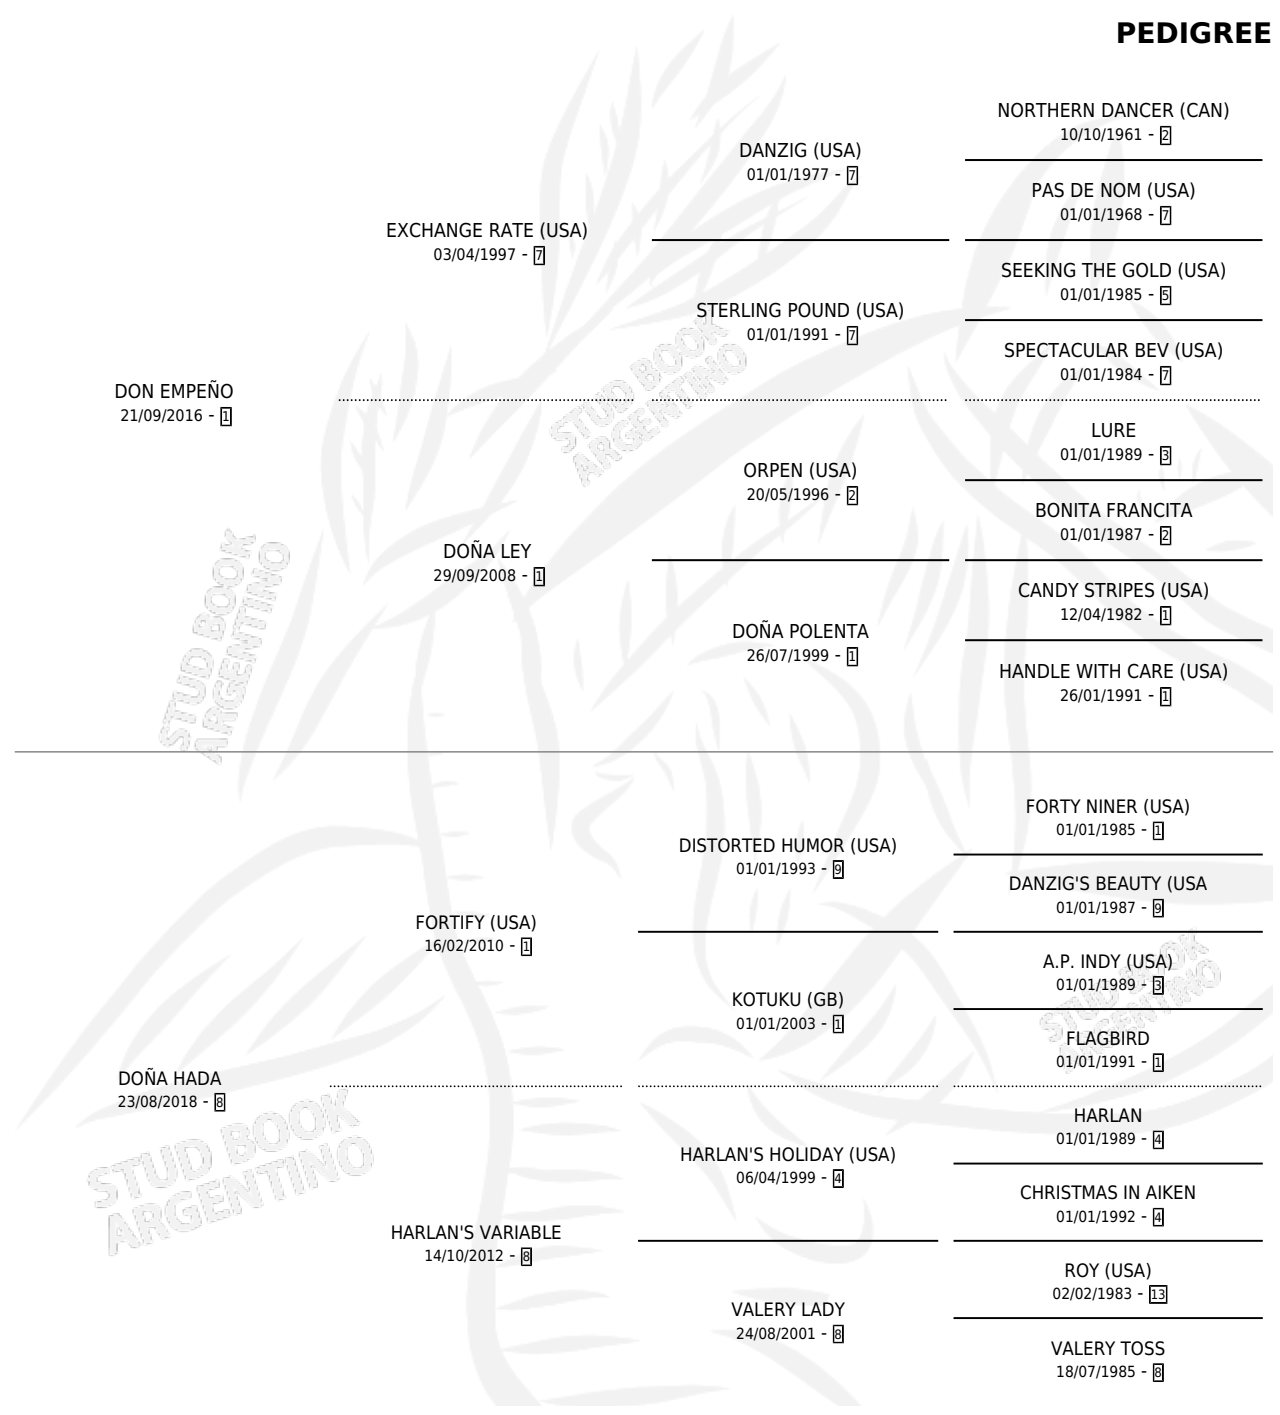 PEDIGREE
NORTHERN DANCER (CAN)
10/10/1961 - 2
DANZIG (USA)
01/01/1977 - 7
PAS DE NOM (USA)
01/01/1968 - 7
EXCHANGE RATE (USA)
03/04/1997 - 7
SEEKING THE GOLD (USA)
01/01/1985 - 5
STERLING POUND (USA)
01/01/1991 - 7
SPECTACULAR BEV (USA)
01/01/1984 - 7
DON EMPEÑO
21/09/2016 - 1
STUD BOOK
ARGENTINO
LURE
01/01/1989 - 3
ORPEN (USA)
20/05/1996 - 2
BONITA FRANCITA
01/01/1987 - 2
DOÑA LEY
29/09/2008 - 1
CANDY STRIPES (USA)
12/04/1982 - 1
DOÑA POLENTA
26/07/1999 - 1
HANDLE WITH CARE (USA)
26/01/1991 - 1
STUD BOOK
ARGENTINO
FORTY NINER (USA)
01/01/1985 - 1
DISTORTED HUMOR (USA)
01/01/1993 - 9
DANZIG'S BEAUTY (USA
01/01/1987 - 9
FORTIFY (USA)
16/02/2010 - 1
A.P. INDY (USA)
01/01/1989 - 3
KOTUKU (GB)
01/01/2003 - 1
STUD BOOK
ARGENTINO
FLAGBIRD
01/01/1991 - 1
DOÑA HADA
23/08/2018 - 8
HARLAN
01/01/1989 - 4
HARLAN'S HOLIDAY (USA)
06/04/1999 - 4
STUD BOOK
ARGENTINO
CHRISTMAS IN AIKEN
01/01/1992 - 4
HARLAN'S VARIABLE
14/10/2012 - 8
ROY (USA)
02/02/1983 - 13
VALERY LADY
24/08/2001 - 8
VALERY TOSS
18/07/1985 - 8